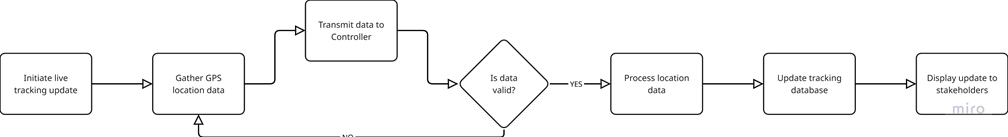 Transmit data to
Controller
Initiate live
tracking update
Gather GPS
location data
Is data
valid?
YES
Process location
data
Update tracking
database
Display update to
stakeholders
miro
NO